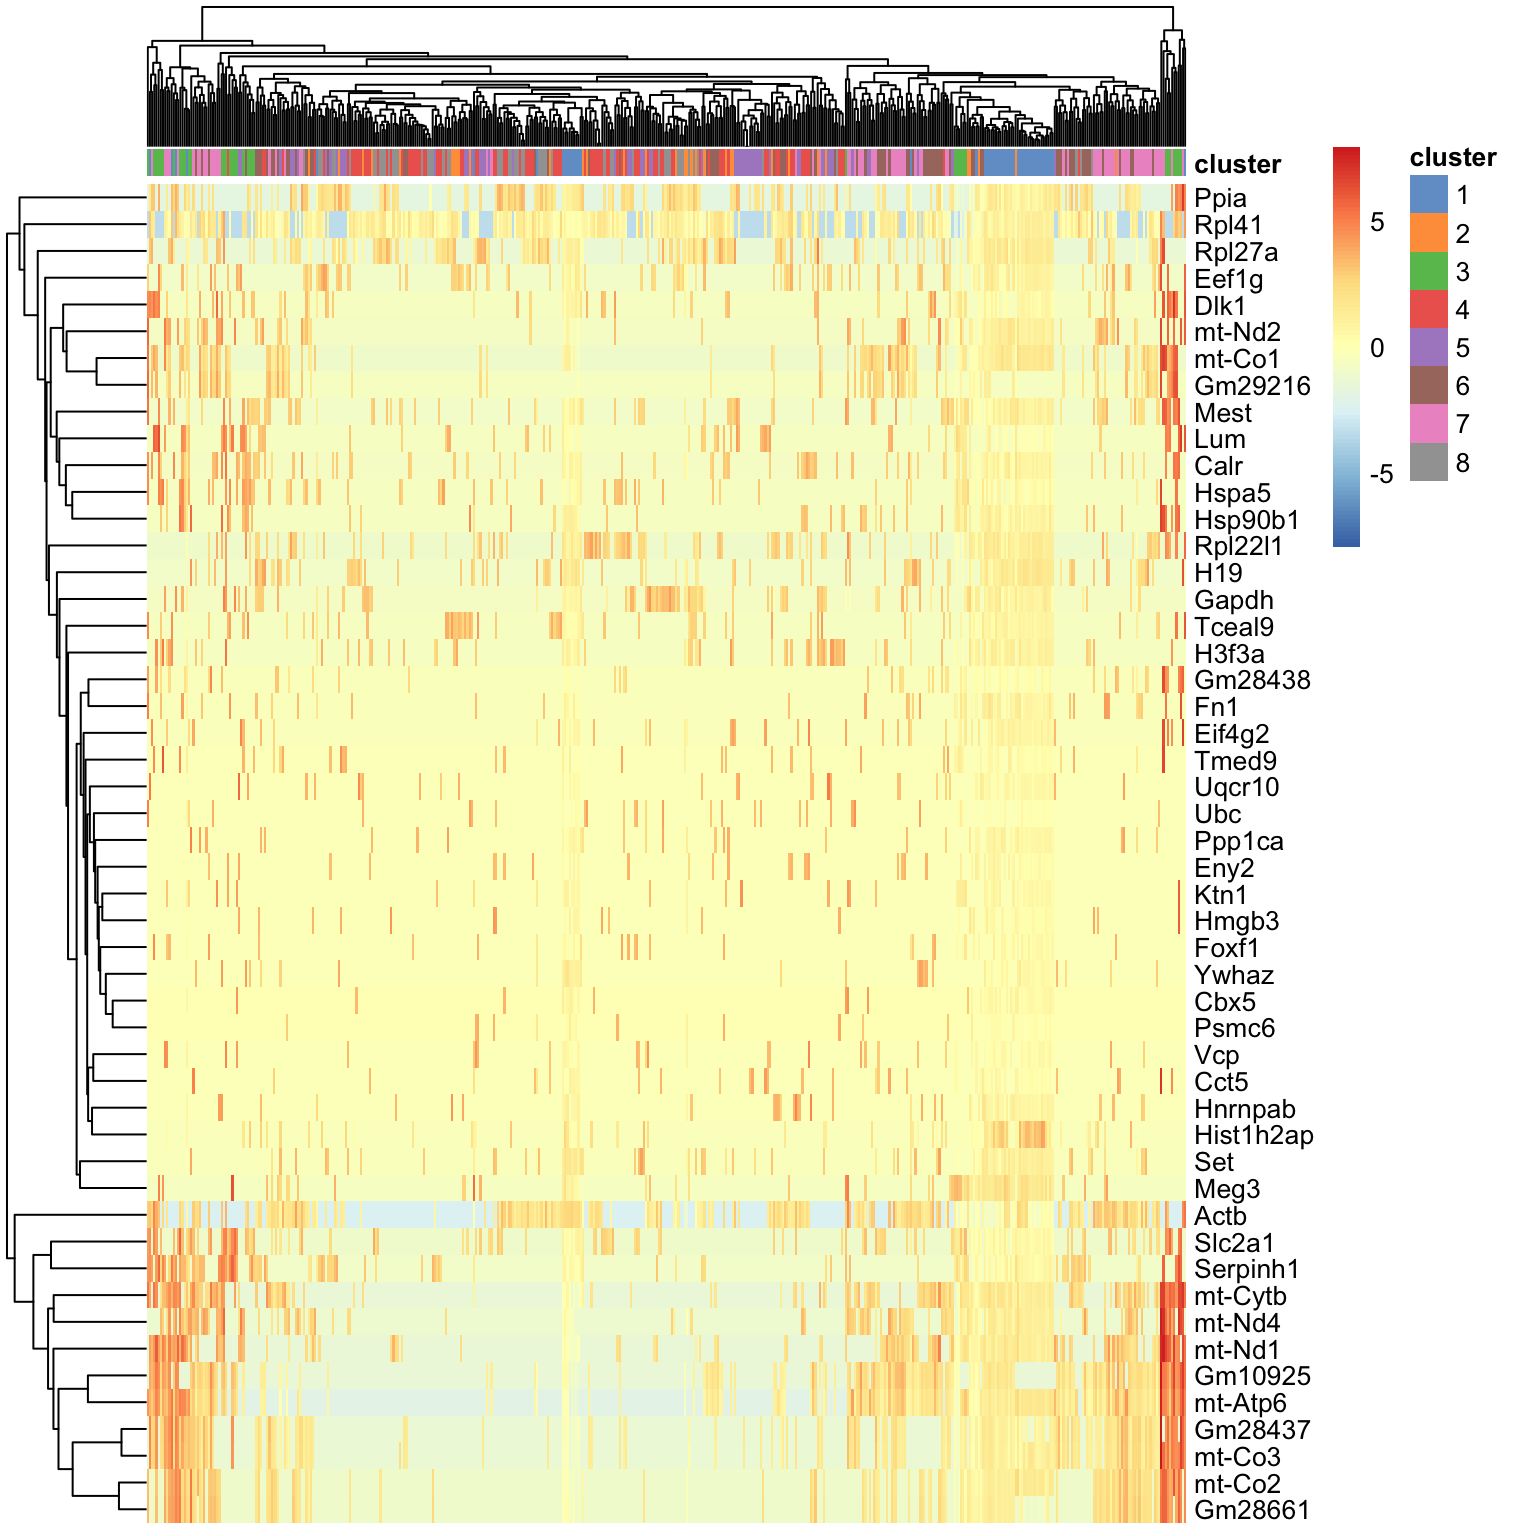 cluster
Ppia
Rpl41
Rpl27a
Eef1g
Dlk1
mt-Nd2
mt-Co1
Gm29216
Mest
Lum
Calr
Hspa5
Hsp90b1
Rpl22l1
H19
Gapdh
Tceal9
H3f3a
Gm28438
Fn1
Eif4g2
Tmed9
Uqcr10
Ubc
Ppp1ca
Eny2
Ktn1
Hmgb3
Foxf1
Ywhaz
Cbx5
Psmc6
Vcp
Cct5
Hnrnpab
Hist1h2ap
Set
Meg3
Actb
Slc2a1
Serpinh1
mt-Cytb
mt-Nd4
mt-Nd1
Gm10925
mt-Atp6
Gm28437
mt-Co3
mt-Co2
Gm28661
5
0
-5
cluster
1
2
3
4
5
6
7
8